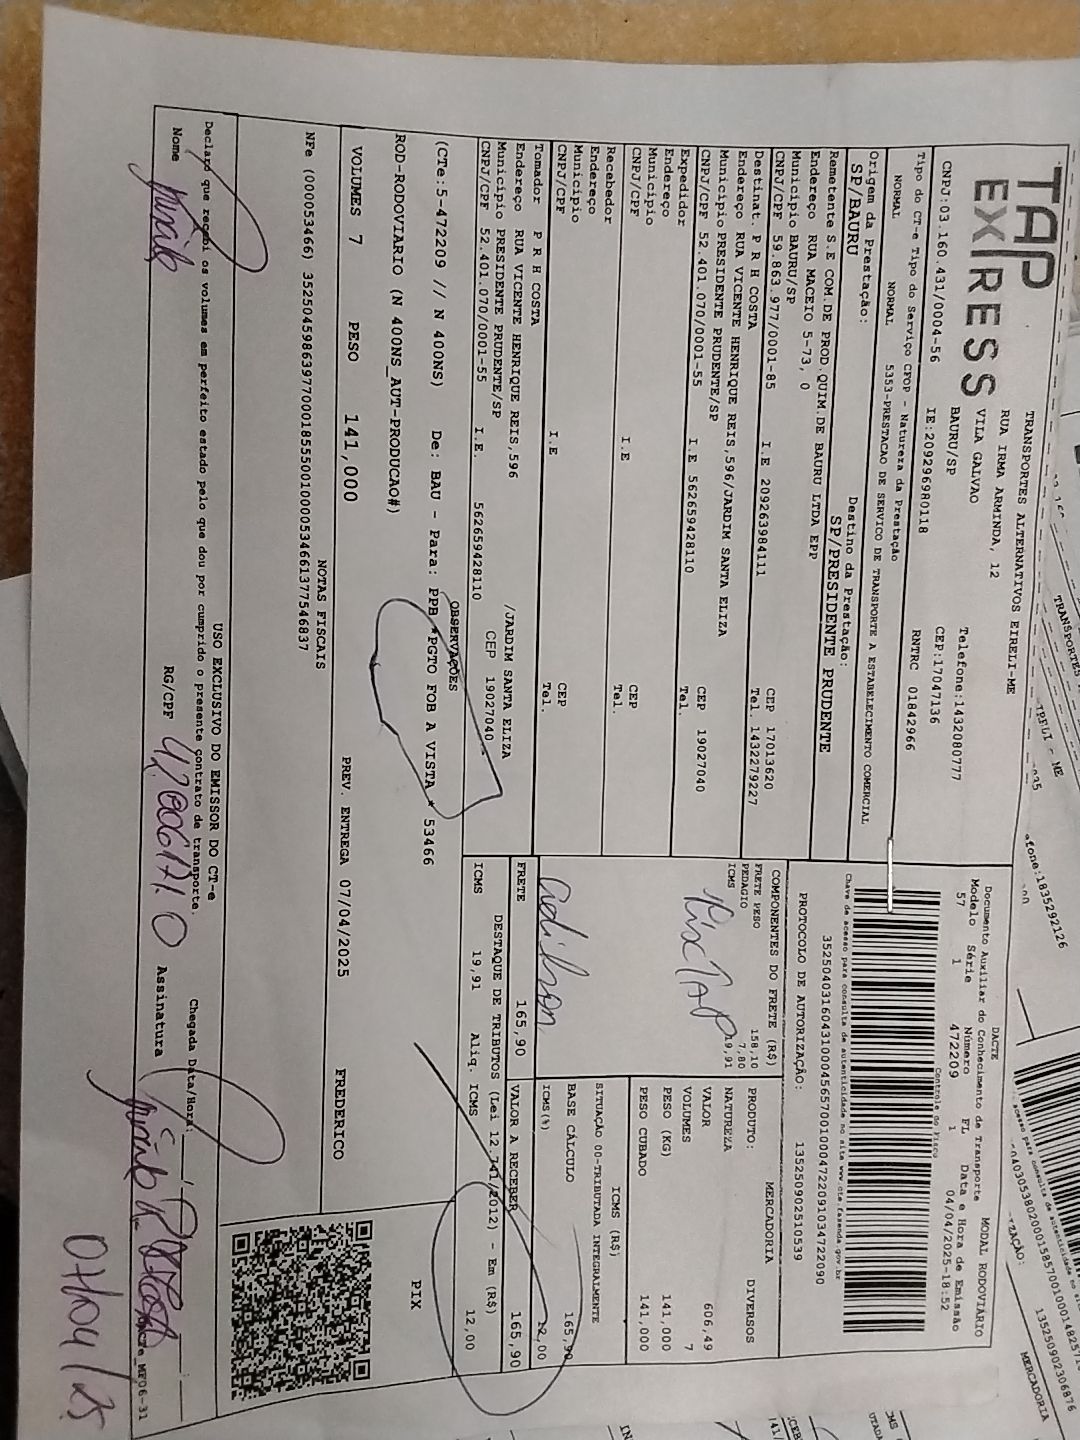 TAP
EXPRESS
TRANSPORTES ALTERNATIVOS EIRELI-ME
RUA IRMA ARMINDA, 12
VILA GALVAO
BAURU/SP
Telefone:1432080777
CEP:17047136
CNPJ:03.160.431/0004-56 IE:209296980118 RNTRC 01842966
Tipo do CT-e Tipo do Serviço CFOP - Natureza da Prestação
NORMAL NORMAL 5353-PRESTACAO DE SERVICO DE TRANSPORTE A ESTABELECIMENTO COMERCIAL
Origem da Prestação: Destino da Prestação:
SP/BAURU SP/PRESIDENTE PRUDENTE
Remetente S.E COM.DE PROD.QUIM.DE BAURU LTDA EPP
Endereço RUA MACEIO 5-73, 0
Município BAURU/SP CEP 17013620
CNPJ/CPF 59.863.977/0001-85 I.E 209263984111 Tel. 1432279227
Destinat. P R H COSTA
Endereço RUA VICENTE HENRIQUE REIS,596/JARDIM SANTA ELIZA
Município PRESIDENTE PRUDENTE/SP CEP 19027040
CNPJ/CPF 52.401.070/0001-55 I.E 562659428110 Tel.
Expedidor
Endereço
Município CEP
CNPJ/CPF I.E Tel.
Recebedor
Endereço
Município CEP
CNPJ/CPF I.E Tel.
Tomador P R H COSTA
Endereço RUA VICENTE HENRIQUE REIS,596 /JARDIM SANTA ELIZA
Município PRESIDENTE PRUDENTE/SP CEP 19027040
CNPJ/CPF 52.401.070/0001-55 I.E. 562659428110
DACTE MODAL RODOVIÁRIO
Documento Auxiliar do Conhecimento de Transporte
Modelo Série Número FL Data e Hora de Emissão
57 1 472209 1 04/04/2025-18:52
Controle do Fisco
Chave de acesso para consulta de autenticidade no site www.cte.fazenda.gov.br
35250403160431000456570010004722091034722090
PROTOCOLO DE AUTORIZAÇÃO: 135250902510539
COMPONENTES DO FRETE (R$)
FRETE PESO 158,10
PEDAGIO 7,80
ICMS 19,91
FRETE 165,90
MERCADORIA
PRODUTO: DIVERSOS
NATUREZA
VALOR 606,49
VOLUMES 7
PESO (KG) 141,000
PESO CUBADO 141,000
ICMS (R$)
SITUAÇÃO 00-TRIBUTADA INTEGRALMENTE
BASE CÁLCULO 165,90
ICMS(%) 12,00
VALOR A RECEBER 165,90
DESTAQUE DE TRIBUTOS (Lei 12.741/2012) - Em (R$)
ICMS 19,91 Aliq. ICMS 12,00
OBSERVAÇÕES
(CTe:5-472209 // N 400NS) De: BAU - Para: PPB *PGTO FOB A VISTA * 53466
PIX
ROD-RODOVIARIO (N 400NS_AUT-PRODUCAO#)
VOLUMES 7 PESO 141,000 PREV. ENTREGA 07/04/2025 FREDERICO
NOTAS FISCAIS
NFe (000053466) 35250459863977000185550010000534661377546837
USO EXCLUSIVO DO EMISSOR DO CT-e
Declaro que recebi os volumes em perfeito estado pelo que dou por cumprido o presente contrato de transporte.
Chegada Data/Hora:
Nome RG/CPF Assinatura
07/04/25